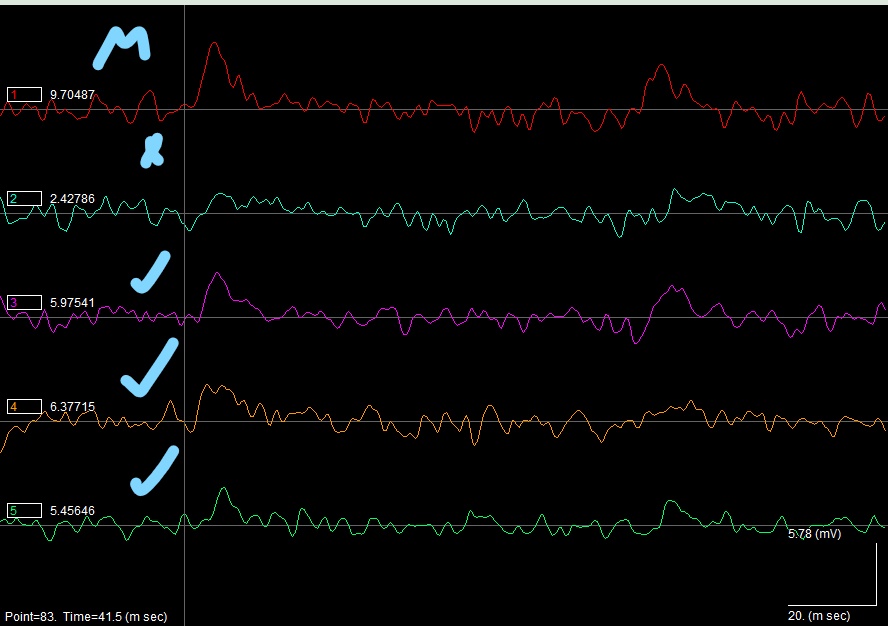 M
1 9.70487
x
2 2.42786
3 5.97541
4 6.37715
5 5.45646
5.78 (mV)
20. (m sec)
Point=83. Time=41.5 (m sec)